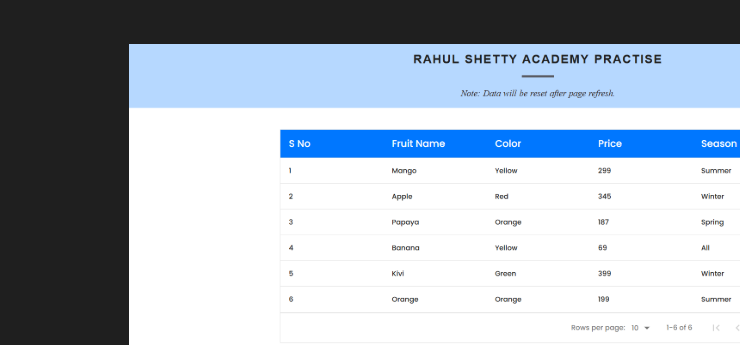 RAHUL SHETTY ACADEMY PRACTISE
Note: Data will be reset after page refresh.
S No Fruit Name Color Price Season
1 Mango Yellow 299 Summer
2 Apple Red 345 Winter
3 Papaya Orange 187 Spring
4 Banana Yellow 69 All
5 Kivi Green 399 Winter
6 Orange Orange 199 Summer
Rows per page: 10 1-6 of 6